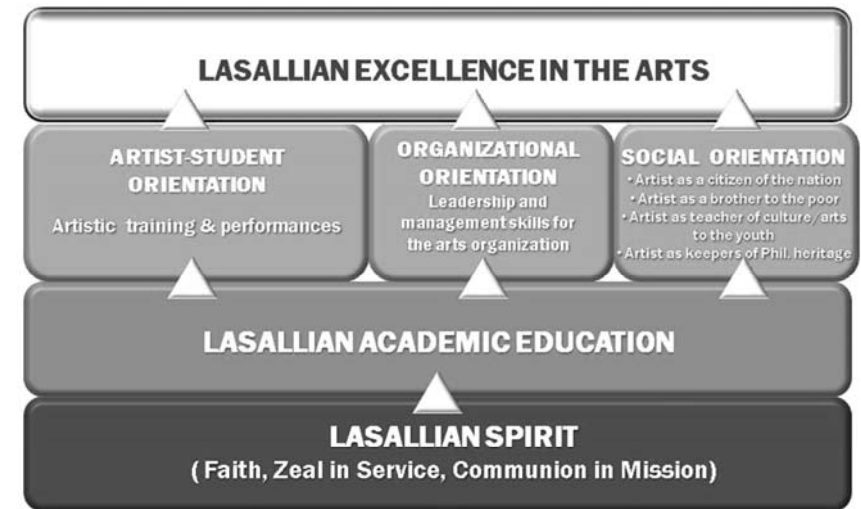 LASALLIAN EXCELLENCE IN THE ARTS
ARTIST-STUDENT
ORIENTATION
Artistic training & performances
ORGANIZATIONAL
ORIENTATION
Leadership and
management skills for
the arts organization
SOCIAL ORIENTATION
• Artist as a citizen of the nation
• Artist as a brother to the poor
• Artist as teacher of culture/arts
to the youth
• Artist as keepers of Phil. heritage
LASALLIAN ACADEMIC EDUCATION
LASALLIAN SPIRIT
( Faith, Zeal in Service, Communion in Mission)